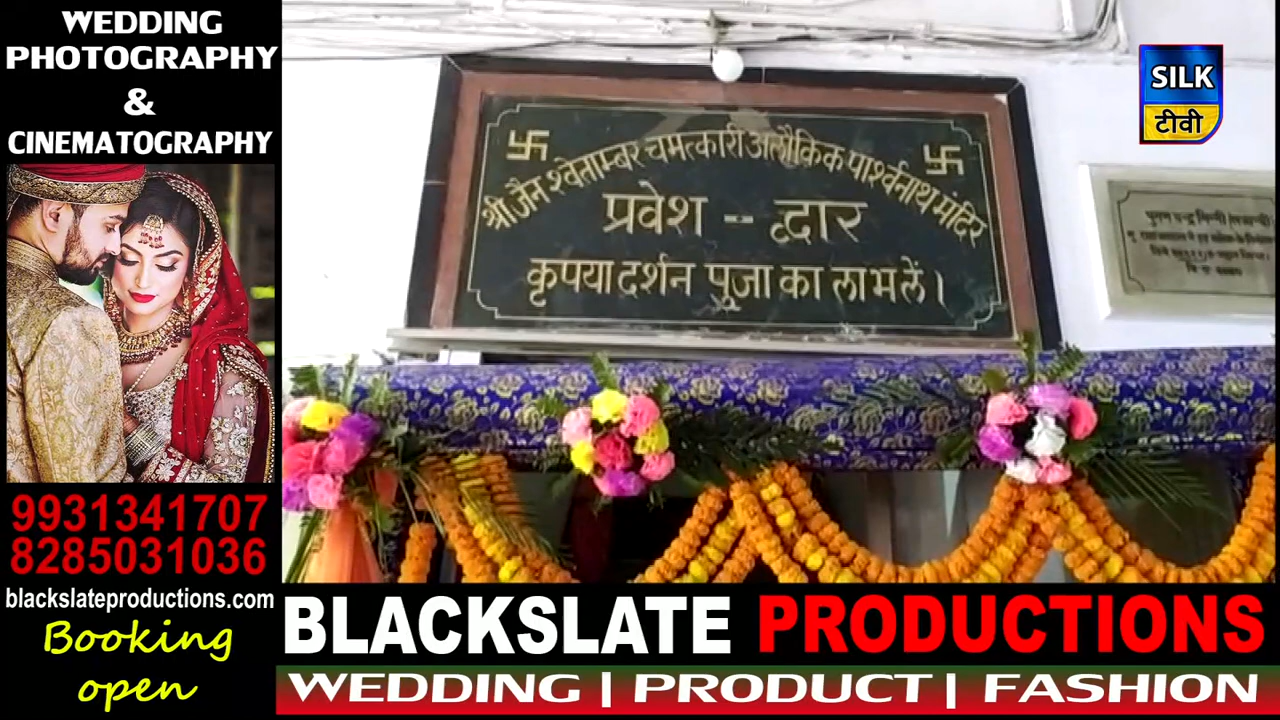 WEDDING
PHOTOGRAPHY
&
CINEMATOGRAPHY
9931341707
8285031036
blackslateproductions.com
Booking
open
SILK
टीवी
श्री जैन श्वेताम्बर चमत्कारी अलौकिक पार्श्वनाथ मंदिर
प्रवेश -- द्वार
कृपया दर्शन पुजा का लाभ लें।
BLACKSLATE PRODUCTIONS
WEDDING | PRODUCT | FASHION